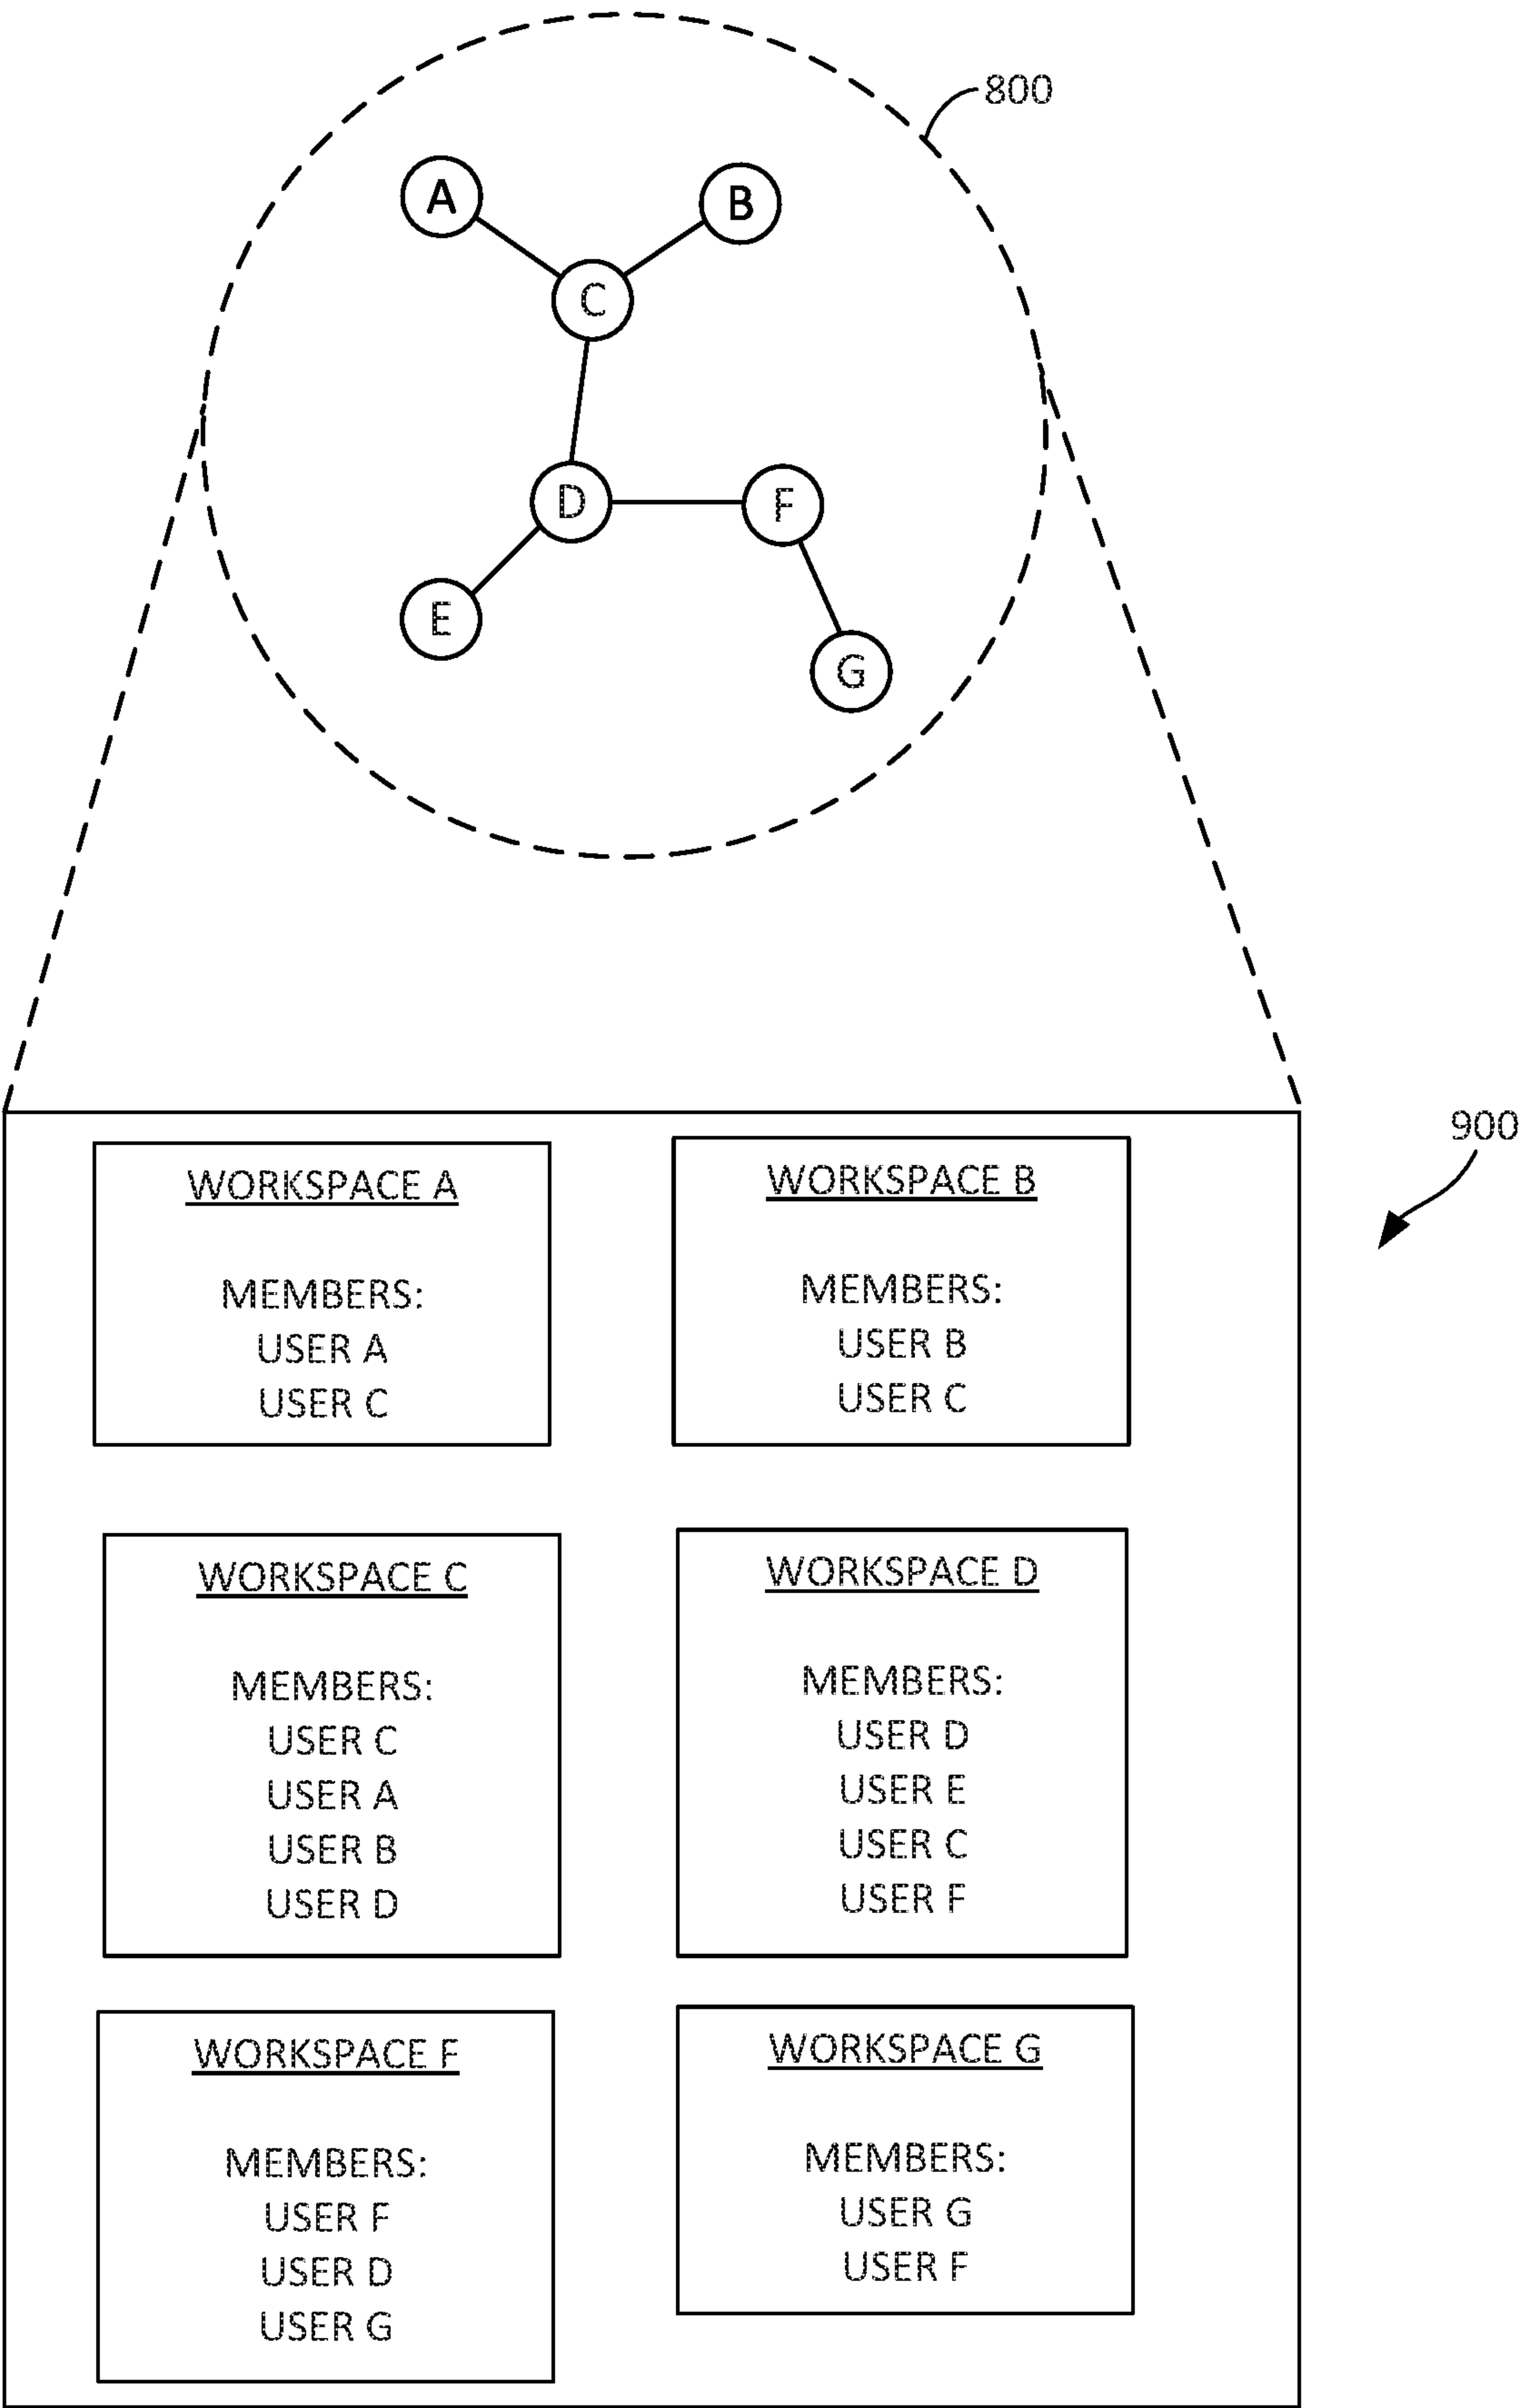 800
A
B
C
D
F
E
G
900
WORKSPACE A
MEMBERS:
USER A
USER C
WORKSPACE B
MEMBERS:
USER B
USER C
WORKSPACE C
MEMBERS:
USER C
USER A
USER B
USER D
WORKSPACE D
MEMBERS:
USER D
USER E
USER C
USER F
WORKSPACE F
MEMBERS:
USER F
USER D
USER G
WORKSPACE G
MEMBERS:
USER G
USER F